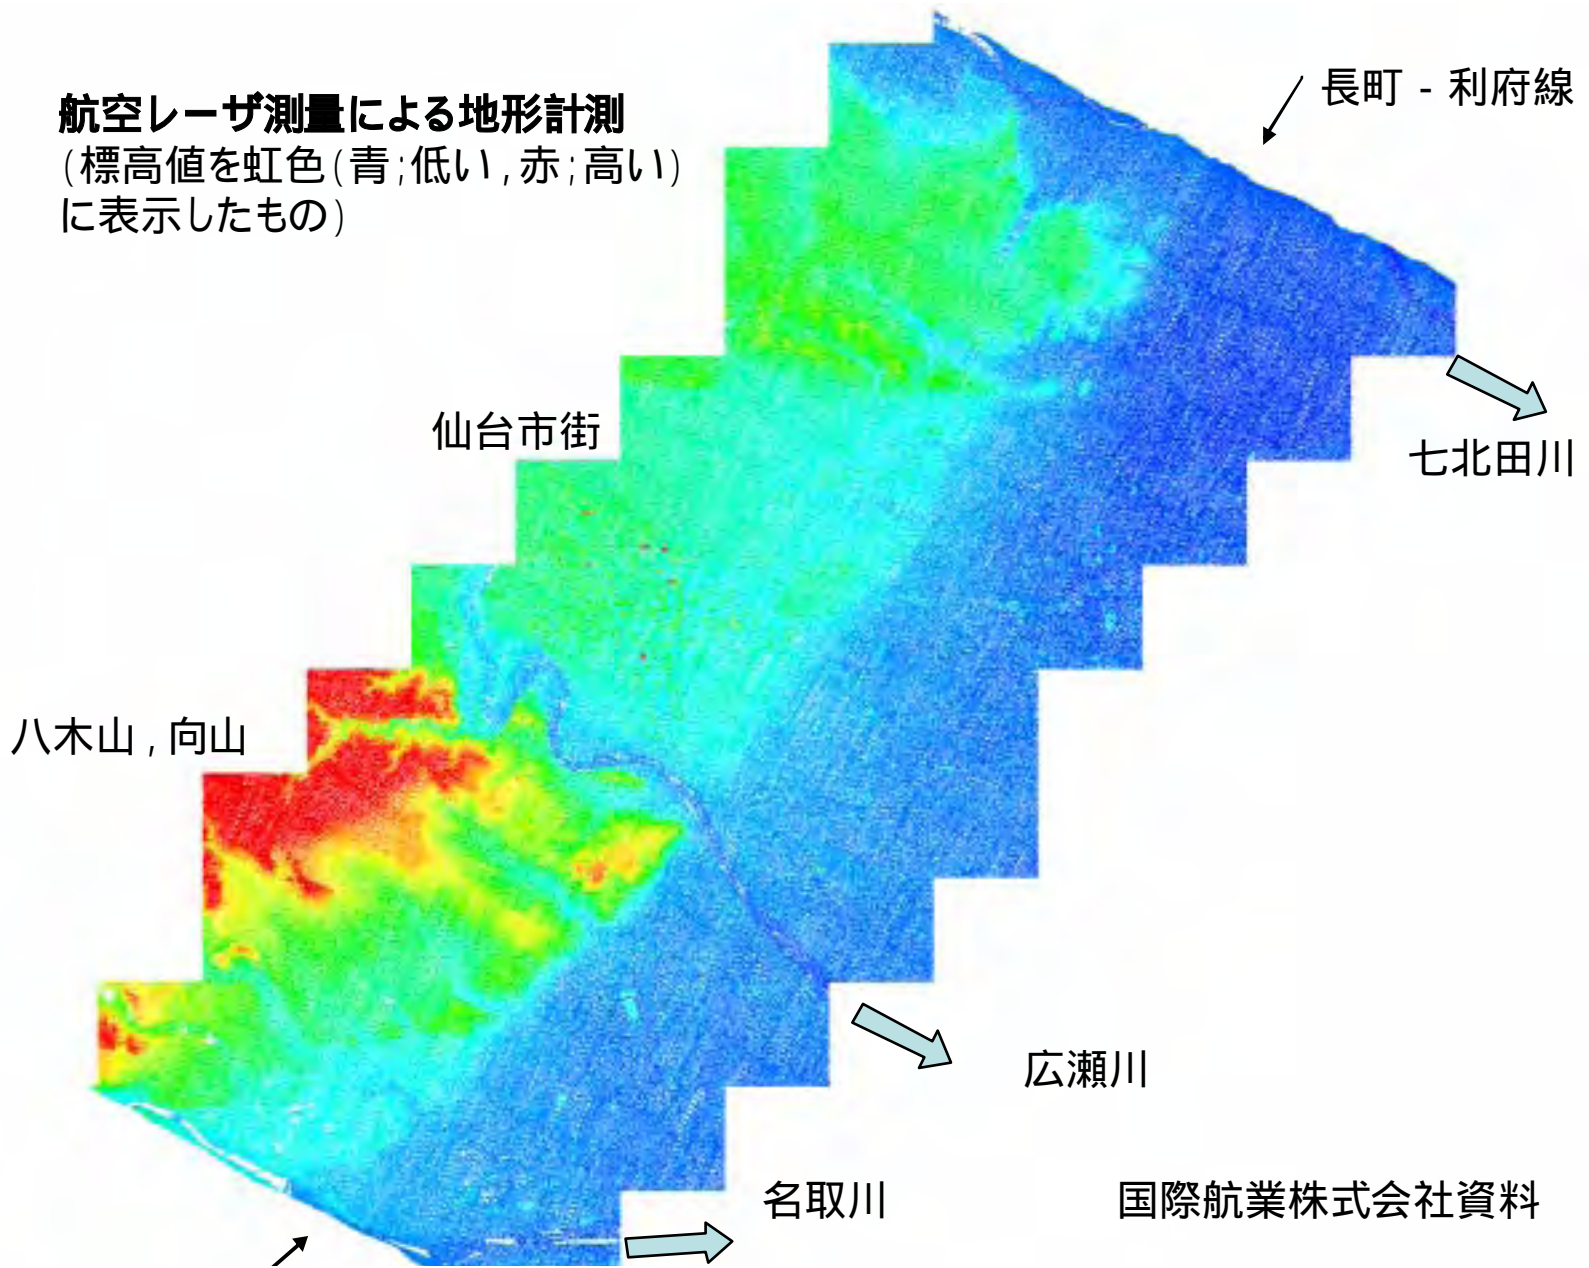 航空レーザ測量による地形計測
(標高値を虹色(青;低い,赤;高い)
に表示したもの)
長町 - 利府線
仙台市街
七北田川
八木山 , 向山
広瀬川
名取川
国際航業株式会社資料